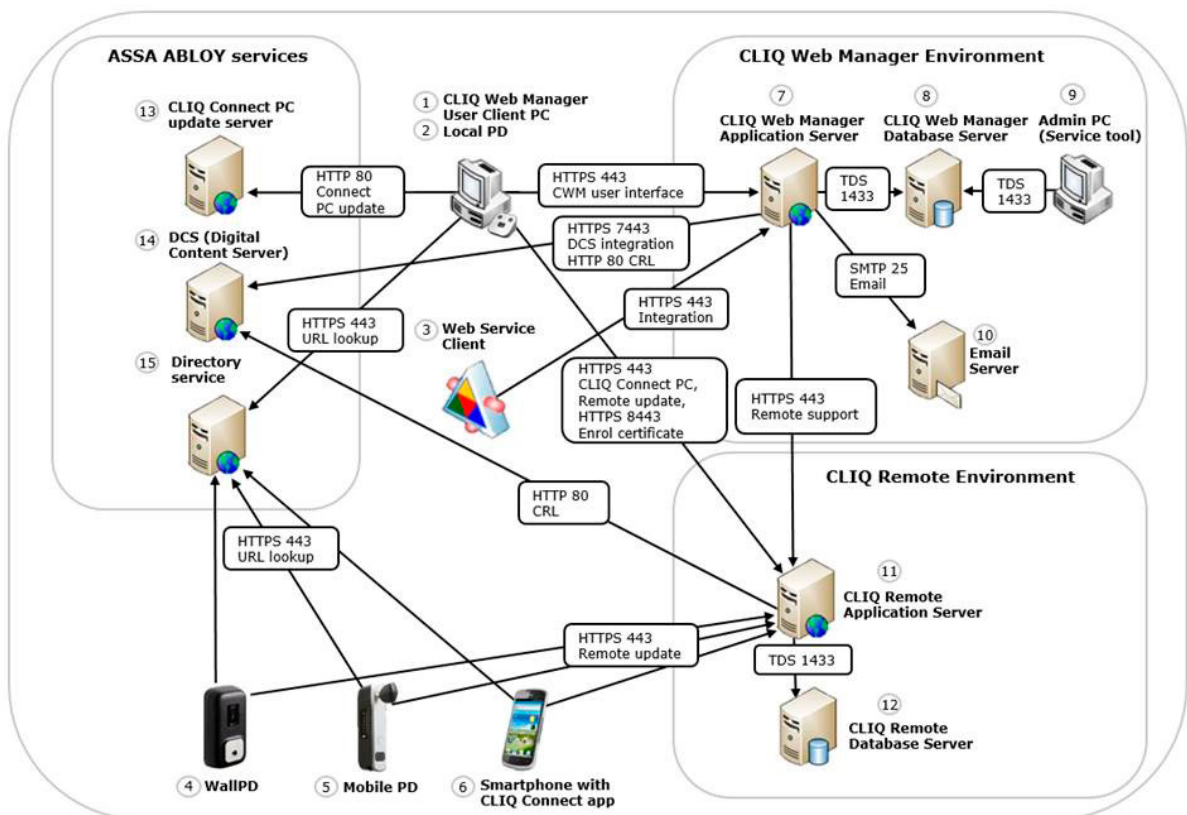 ASSA ABLOY services
CLIQ Web Manager Environment
13
CLIQ Connect PC
update server
1
CLIQ Web Manager
User Client PC
2
Local PD
7
CLIQ Web Manager
Application Server
8
CLIQ Web Manager
Database Server
9
Admin PC
(Service tool)
HTTP 80
Connect
PC update
HTTPS 443
CWM user interface
TDS
1433
TDS
1433
14
DCS (Digital
Content Server)
HTTPS 7443
DCS integration
HTTP 80 CRL
SMTP 25
Email
HTTPS 443
Integration
HTTPS 443
URL lookup
3
Web Service
Client
10
Email
Server
15
Directory
service
HTTPS 443
CLIQ Connect PC,
Remote update,
HTTPS 8443
Enrol certificate
HTTPS 443
Remote support
CLIQ Remote Environment
HTTP 80
CRL
HTTPS 443
URL lookup
11
CLIQ Remote
Application Server
HTTPS 443
Remote update
TDS 1433
12
CLIQ Remote
Database Server
4
WallPD
5
Mobile PD
6
Smartphone with
CLIQ Connect app